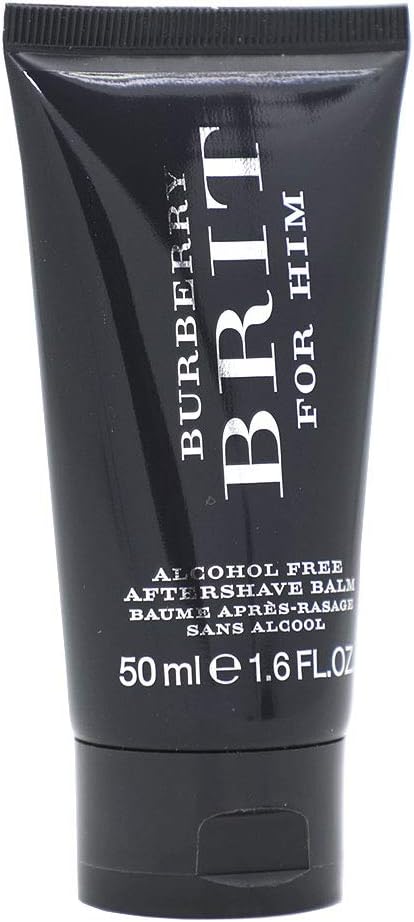 BURBERRY
BRIT
FOR HIM
ALCOHOL FREE
AFTERSHAVE BALM
BAUME APRÈS-RASAGE
SANS ALCOOL
50 ml e 1.6 FL.OZ